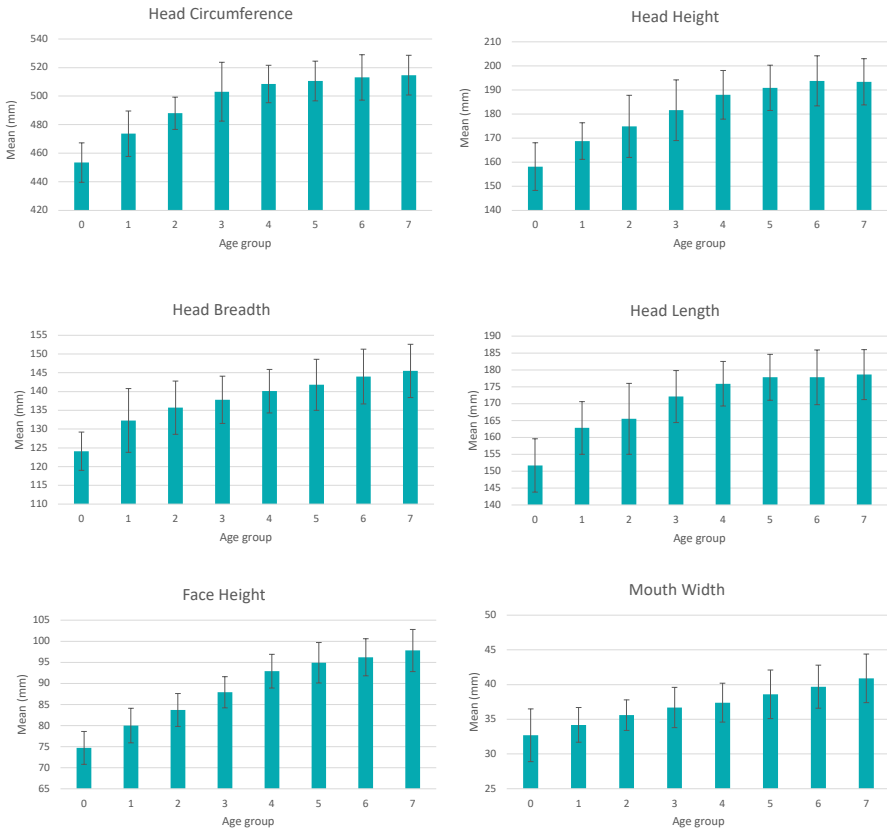 Head Circumference
Mean (mm)
540
520
500
480
460
440
420
0 1 2 3 4 5 6 7
Age group
Head Height
Mean (mm)
210
200
190
180
170
160
150
140
0 1 2 3 4 5 6 7
Age group
Head Breadth
Mean (mm)
155
150
145
140
135
130
125
120
115
110
0 1 2 3 4 5 6 7
Age group
Head Length
Mean (mm)
190
185
180
175
170
165
160
155
150
145
140
0 1 2 3 4 5 6 7
Age group
Face Height
Mean (mm)
105
100
95
90
85
80
75
70
65
0 1 2 3 4 5 6 7
Age group
Mouth Width
Mean (mm)
50
45
40
35
30
25
0 1 2 3 4 5 6 7
Age group